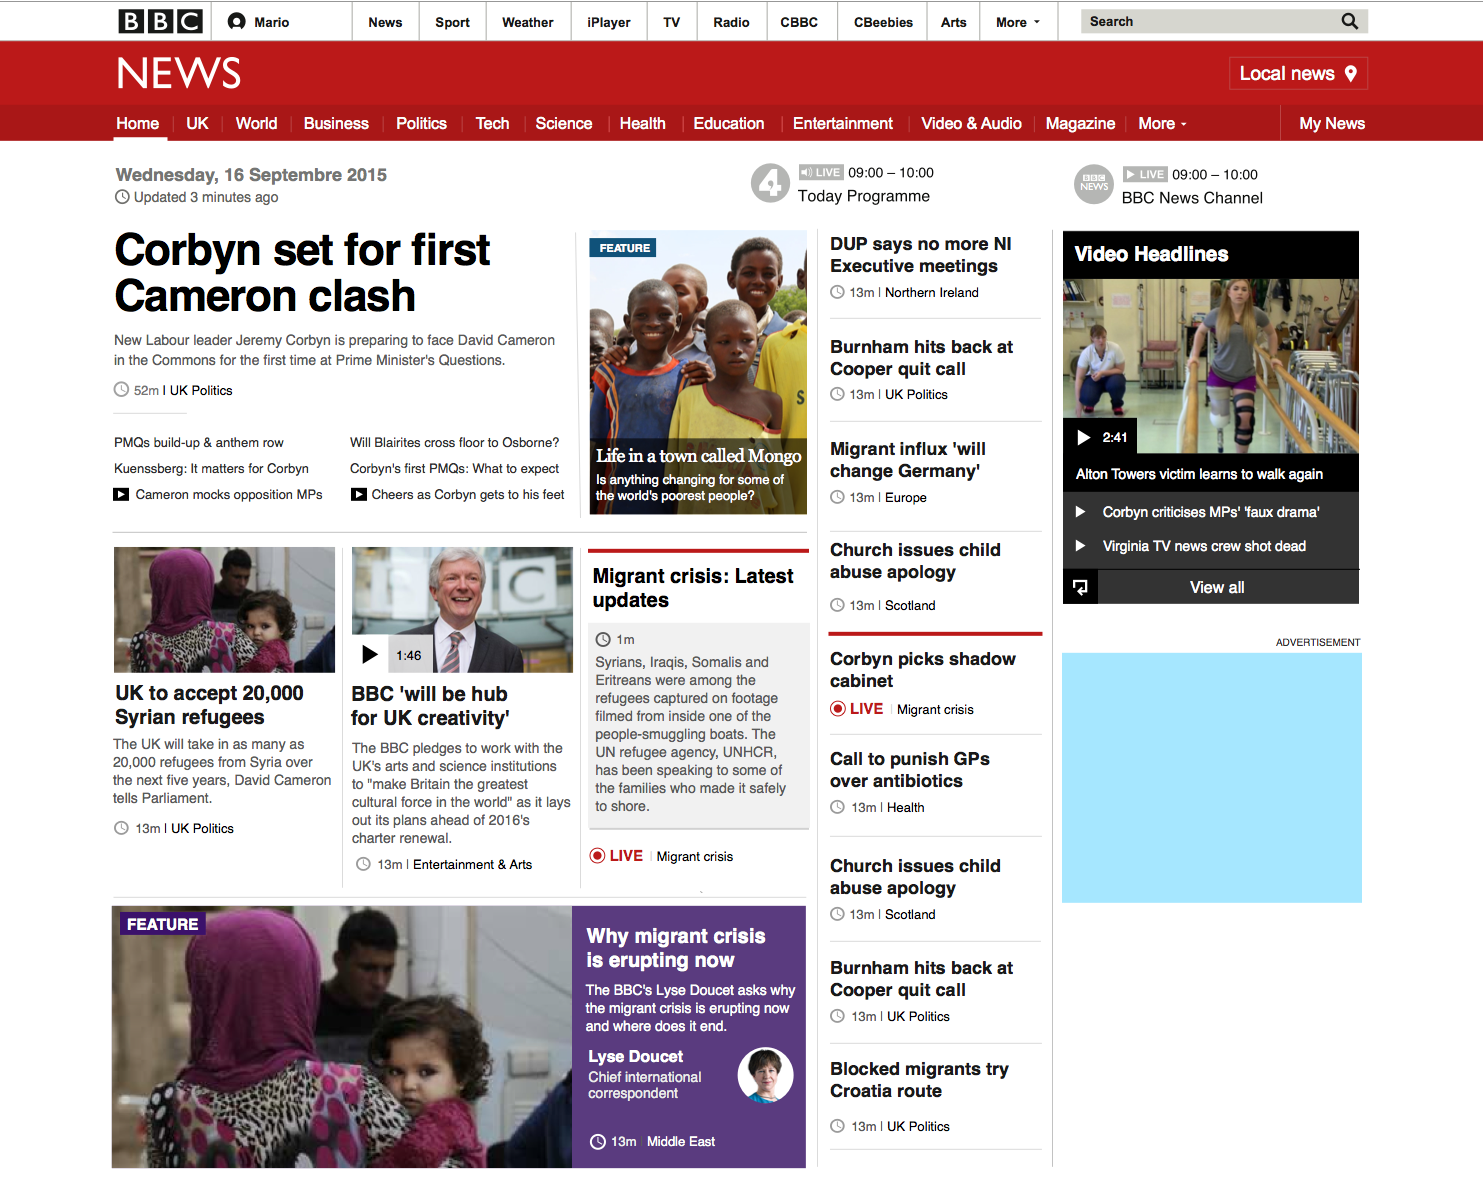 BBC
Mario
News
Sport
Weather
iPlayer
TV
Radio
CBBC
CBeebies
Arts
More
Search
NEWS
Local news
Home
UK
World
Business
Politics
Tech
Science
Health
Education
Entertainment
Video & Audio
Magazine
More
My News
Wednesday, 16 Septembre 2015
Updated 3 minutes ago
4
LIVE 09:00 – 10:00
Today Programme
BBC
NEWS
LIVE 09:00 – 10:00
BBC News Channel
Corbyn set for first
Cameron clash
New Labour leader Jeremy Corbyn is preparing to face David Cameron
in the Commons for the first time at Prime Minister's Questions.
52m | UK Politics
PMQs build-up & anthem row
Kuenssberg: It matters for Corbyn
Cameron mocks opposition MPs
Will Blairites cross floor to Osborne?
Corbyn's first PMQs: What to expect
Cheers as Corbyn gets to his feet
FEATURE
Life in a town called Mongo
Is anything changing for some of
the world's poorest people?
UK to accept 20,000
Syrian refugees
The UK will take in as many as
20,000 refugees from Syria over
the next five years, David Cameron
tells Parliament.
13m | UK Politics
BBC
1:46
BBC 'will be hub
for UK creativity'
The BBC pledges to work with the
UK's arts and science institutions
to "make Britain the greatest
cultural force in the world" as it lays
out its plans ahead of 2016's
charter renewal.
13m | Entertainment & Arts
Migrant crisis: Latest
updates
1m
Syrians, Iraqis, Somalis and
Eritreans were among the
refugees captured on footage
filmed from inside one of the
people-smuggling boats. The
UN refugee agency, UNHCR,
has been speaking to some of
the families who made it safely
to shore.
LIVE | Migrant crisis
FEATURE
Why migrant crisis
is erupting now
The BBC's Lyse Doucet asks why
the migrant crisis is erupting now
and where does it end.
Lyse Doucet
Chief international
correspondent
13m | Middle East
DUP says no more NI
Executive meetings
13m | Northern Ireland
Burnham hits back at
Cooper quit call
13m | UK Politics
Migrant influx 'will
change Germany'
13m | Europe
Church issues child
abuse apology
13m | Scotland
Corbyn picks shadow
cabinet
LIVE | Migrant crisis
Call to punish GPs
over antibiotics
13m | Health
Church issues child
abuse apology
13m | Scotland
Burnham hits back at
Cooper quit call
13m | UK Politics
Blocked migrants try
Croatia route
13m | UK Politics
Video Headlines
2:41
Alton Towers victim learns to walk again
Corbyn criticises MPs' 'faux drama'
Virginia TV news crew shot dead
View all
ADVERTISEMENT